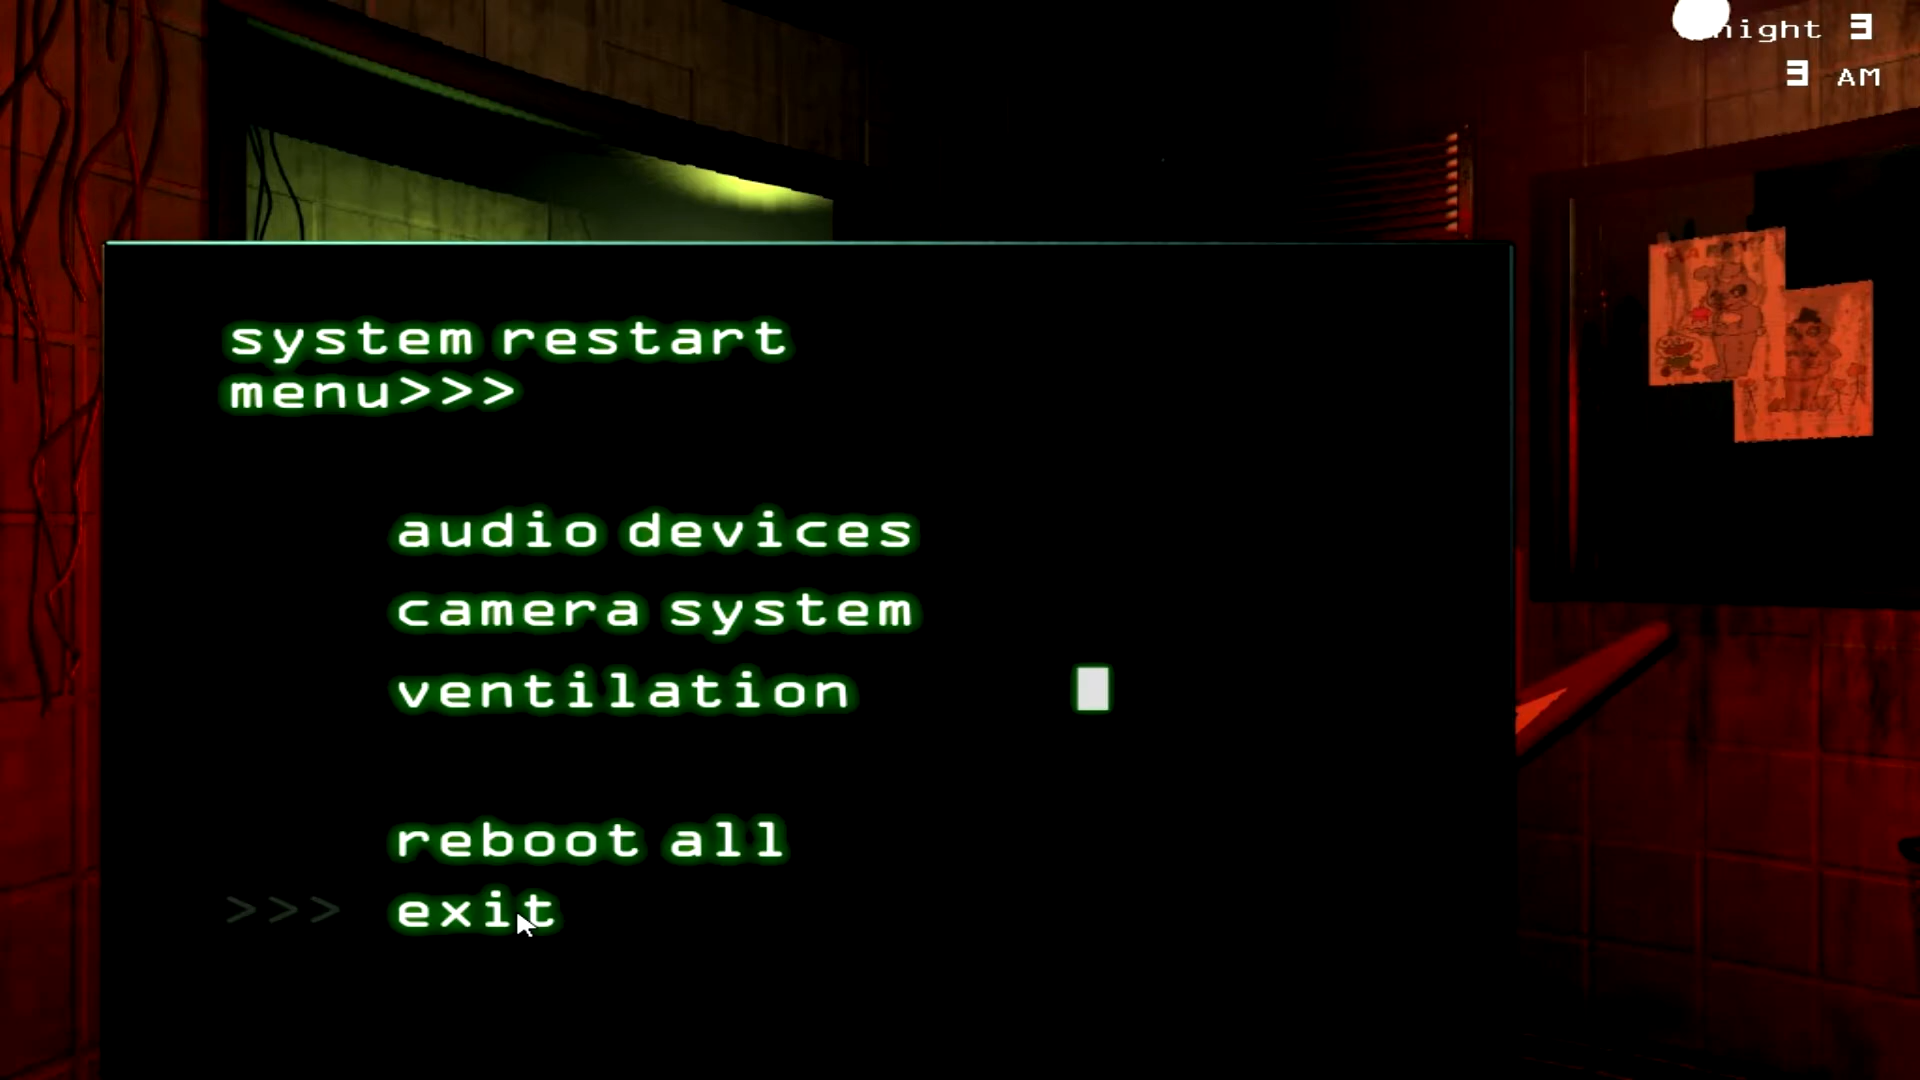 night 3
3 AM
system restart
menu>>>
audio devices
camera system
ventilation
reboot all
>>> exit